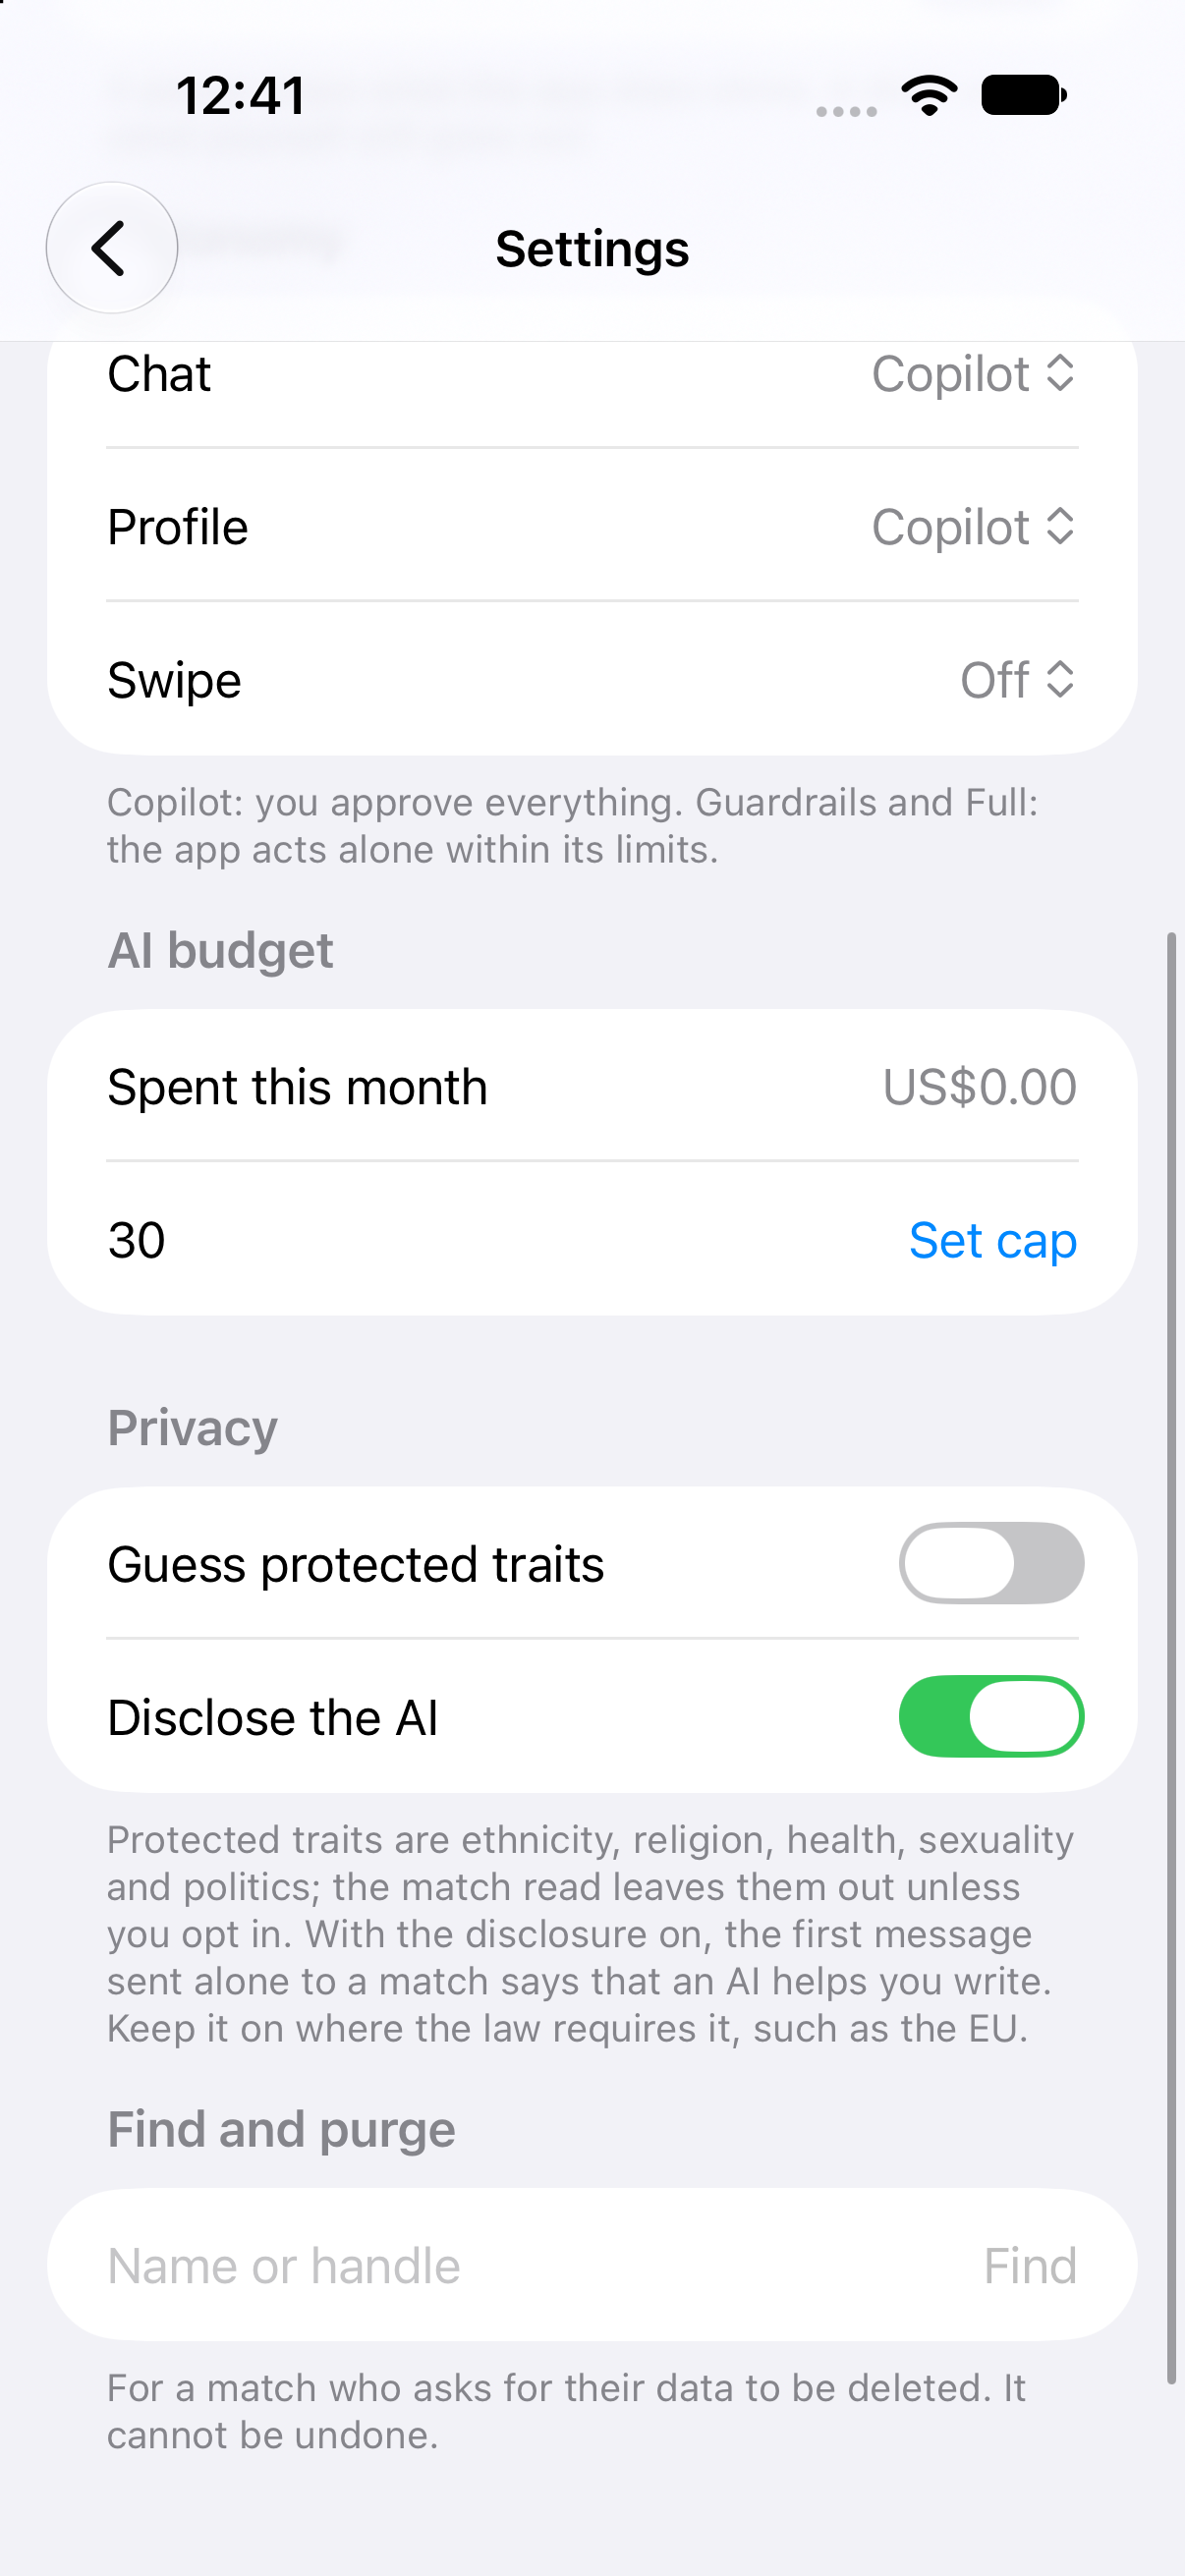 12:41
Settings
Chat
Copilot
Profile
Copilot
Swipe
Off
Copilot: you approve everything. Guardrails and Full:
the app acts alone within its limits.
AI budget
Spent this month
US$0.00
30
Set cap
Privacy
Guess protected traits
Disclose the AI
Protected traits are ethnicity, religion, health, sexuality
and politics; the match read leaves them out unless
you opt in. With the disclosure on, the first message
sent alone to a match says that an AI helps you write.
Keep it on where the law requires it, such as the EU.
Find and purge
Name or handle
Find
For a match who asks for their data to be deleted. It
cannot be undone.